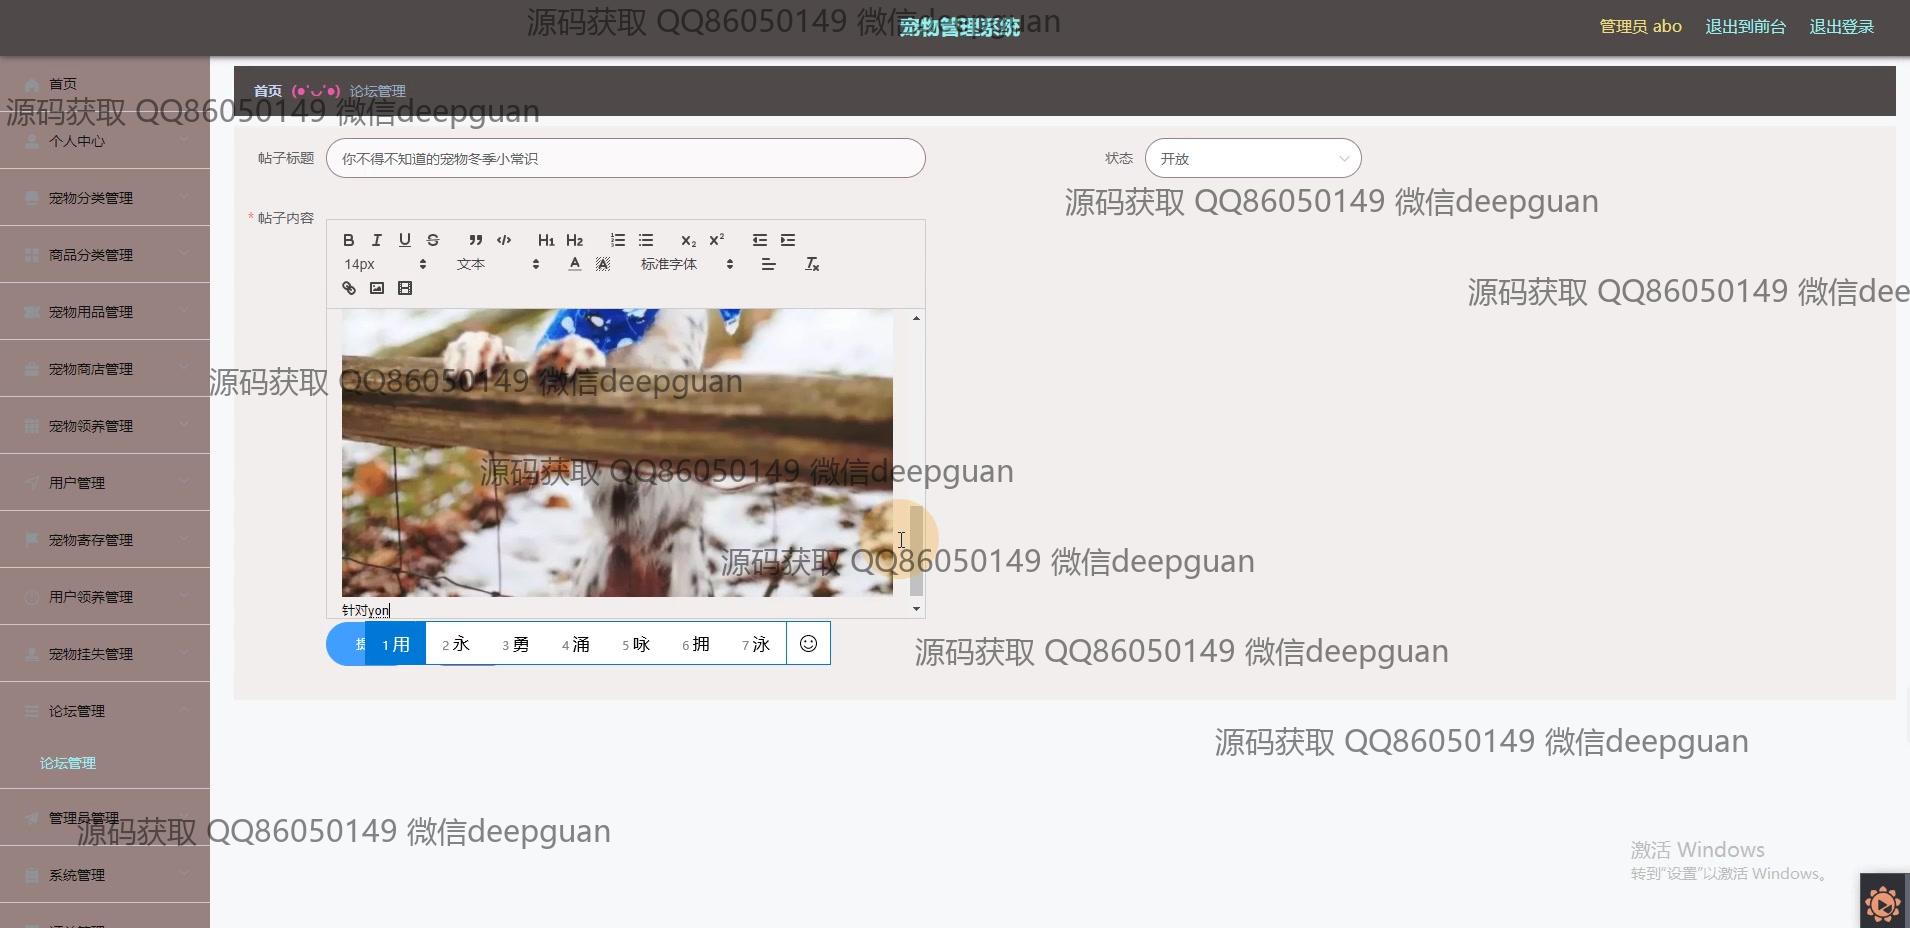 宠物管理系统
管理员 abo
退出到前台
退出登录
源码获取 QQ86050149 微信deepguan
首页
首页 (●'◡'●) 论坛管理
源码获取 QQ86050149 微信deepguan
个人中心
帖子标题
你不得不知道的宠物冬季小常识
状态
开放
宠物分类管理
源码获取 QQ86050149 微信deepguan
* 帖子内容
B I U S H1 H2 X2 X2
商品分类管理
14px
文本
A A
标准字体
Tx
源码获取 QQ86050149 微信dee
宠物用品管理
宠物商店管理
源码获取 QQ86050149 微信deepguan
宠物领养管理
源码获取 QQ86050149 微信deepguan
用户管理
宠物寄存管理
源码获取 QQ86050149 微信deepguan
用户领养管理
针对yon
1 用 2 永 3 勇 4 涌 5 咏 6 拥 7 泳
宠物挂失管理
源码获取 QQ86050149 微信deepguan
论坛管理
源码获取 QQ86050149 微信deepguan
论坛管理
管理员管理
源码获取 QQ86050149 微信deepguan
激活 Windows
转到"设置"以激活 Windows。
系统管理